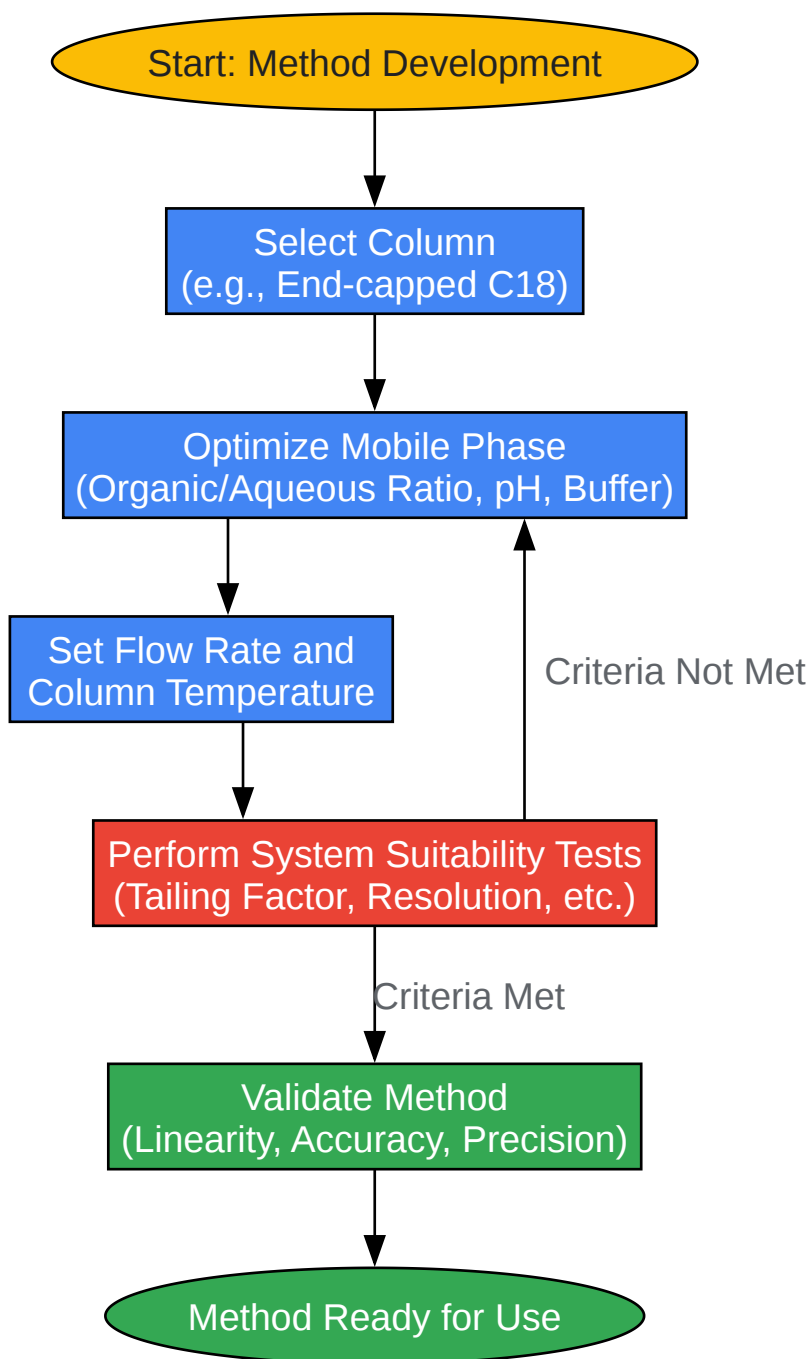 Start: Method Development
Select Column
(e.g., End-capped C18)
Optimize Mobile Phase
(Organic/Aqueous Ratio, pH, Buffer)
Set Flow Rate and
Column Temperature
Criteria Not Met
Perform System Suitability Tests
(Tailing Factor, Resolution, etc.)
Criteria Met
Validate Method
(Linearity, Accuracy, Precision)
Method Ready for Use